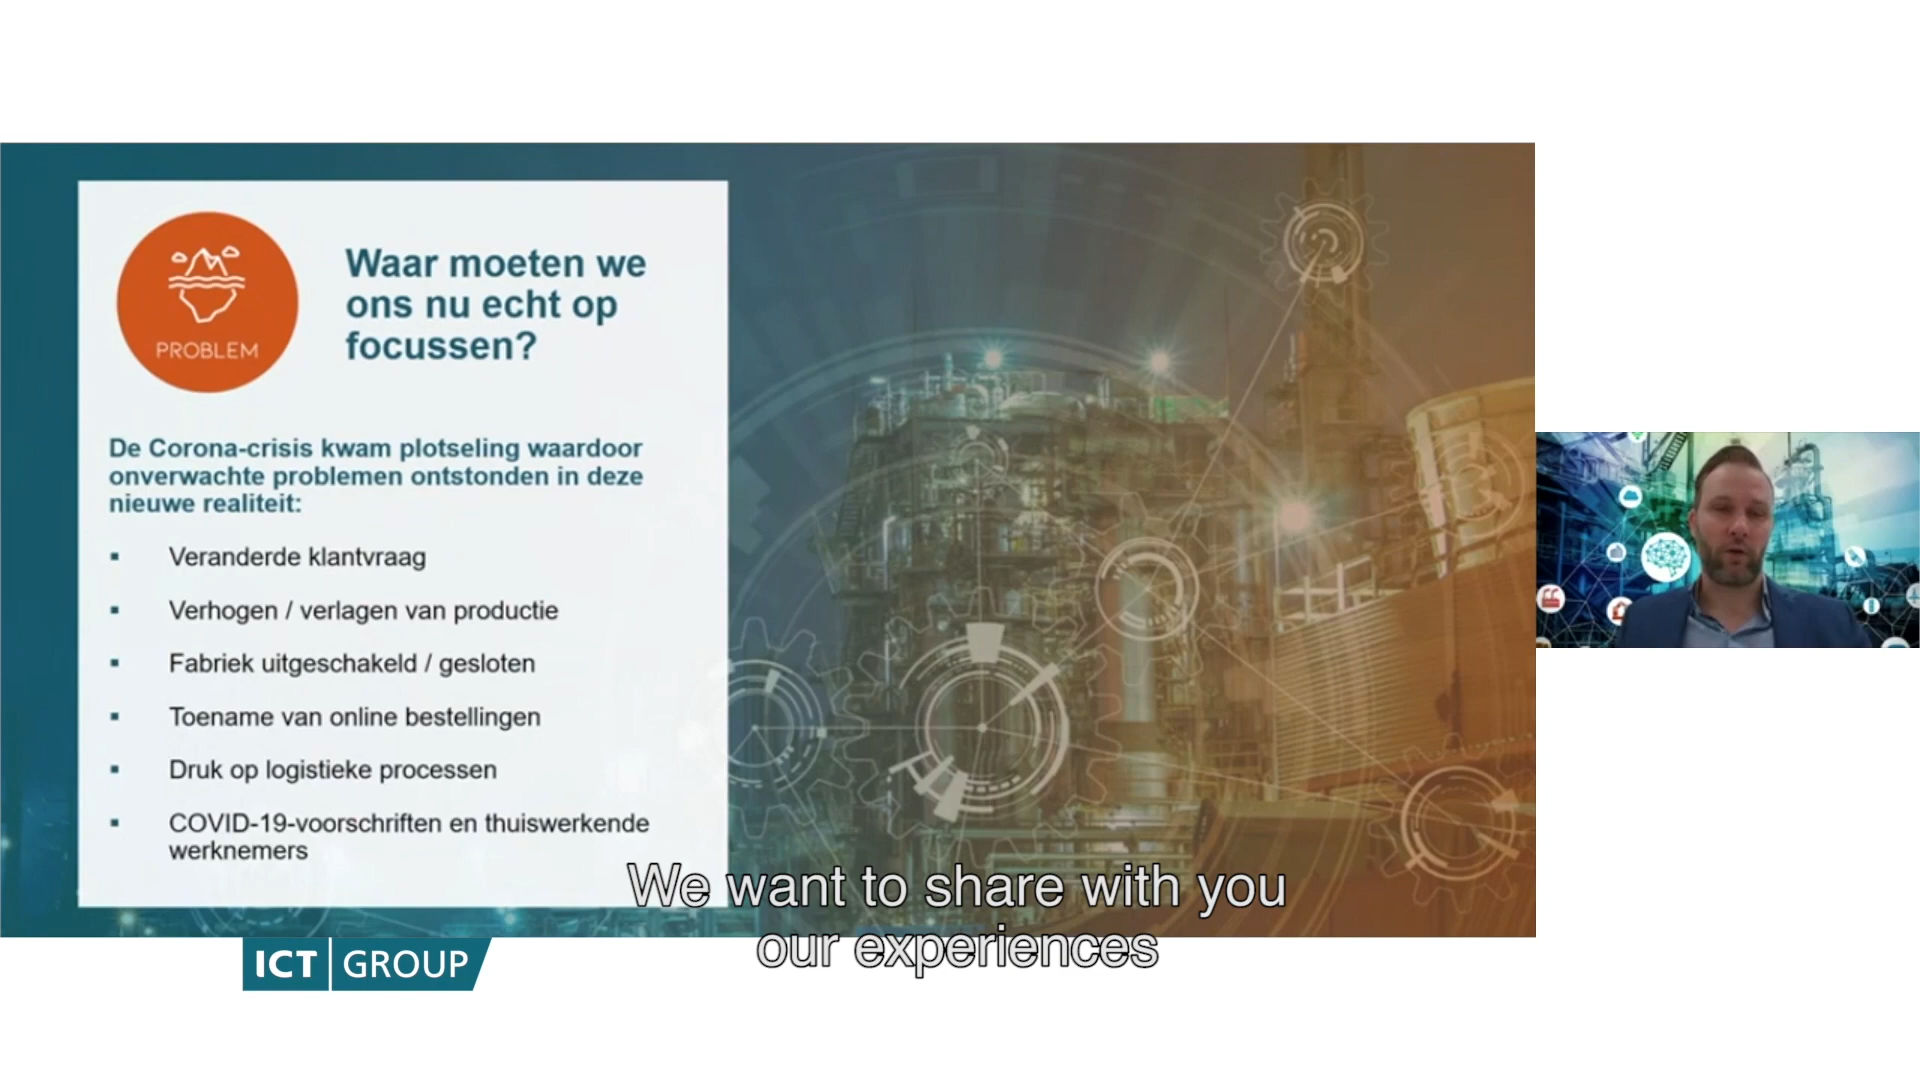 PROBLEM
Waar moeten we
ons nu echt op
focussen?
De Corona-crisis kwam plotseling waardoor
onverwachte problemen ontstonden in deze
nieuwe realiteit:
▪ Veranderde klantvraag
▪ Verhogen / verlagen van productie
▪ Fabriek uitgeschakeld / gesloten
▪ Toename van online bestellingen
▪ Druk op logistieke processen
▪ COVID-19-voorschriften en thuiswerkende
werknemers
We want to share with you
our experiences
ICT GROUP